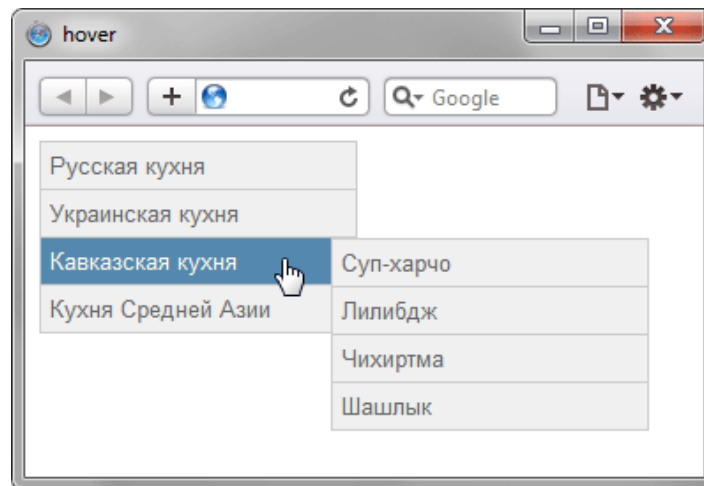 hover
Google
Русская кухня
Украинская кухня
Кавказская кухня
Кухня Средней Азии
Суп-харчо
Лилибдж
Чихиртма
Шашлык